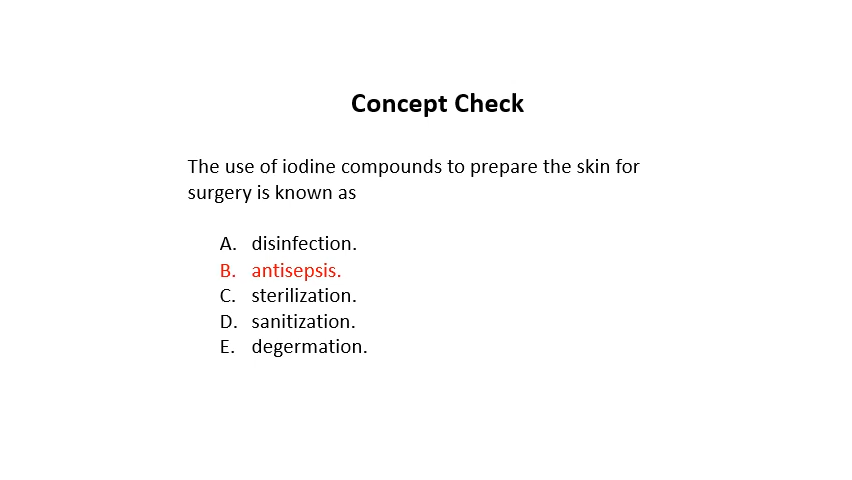 Concept Check
The use of iodine compounds to prepare the skin for
surgery is known as
A. disinfection.
B. antisepsis.
C. sterilization.
D. sanitization.
E. degermation.